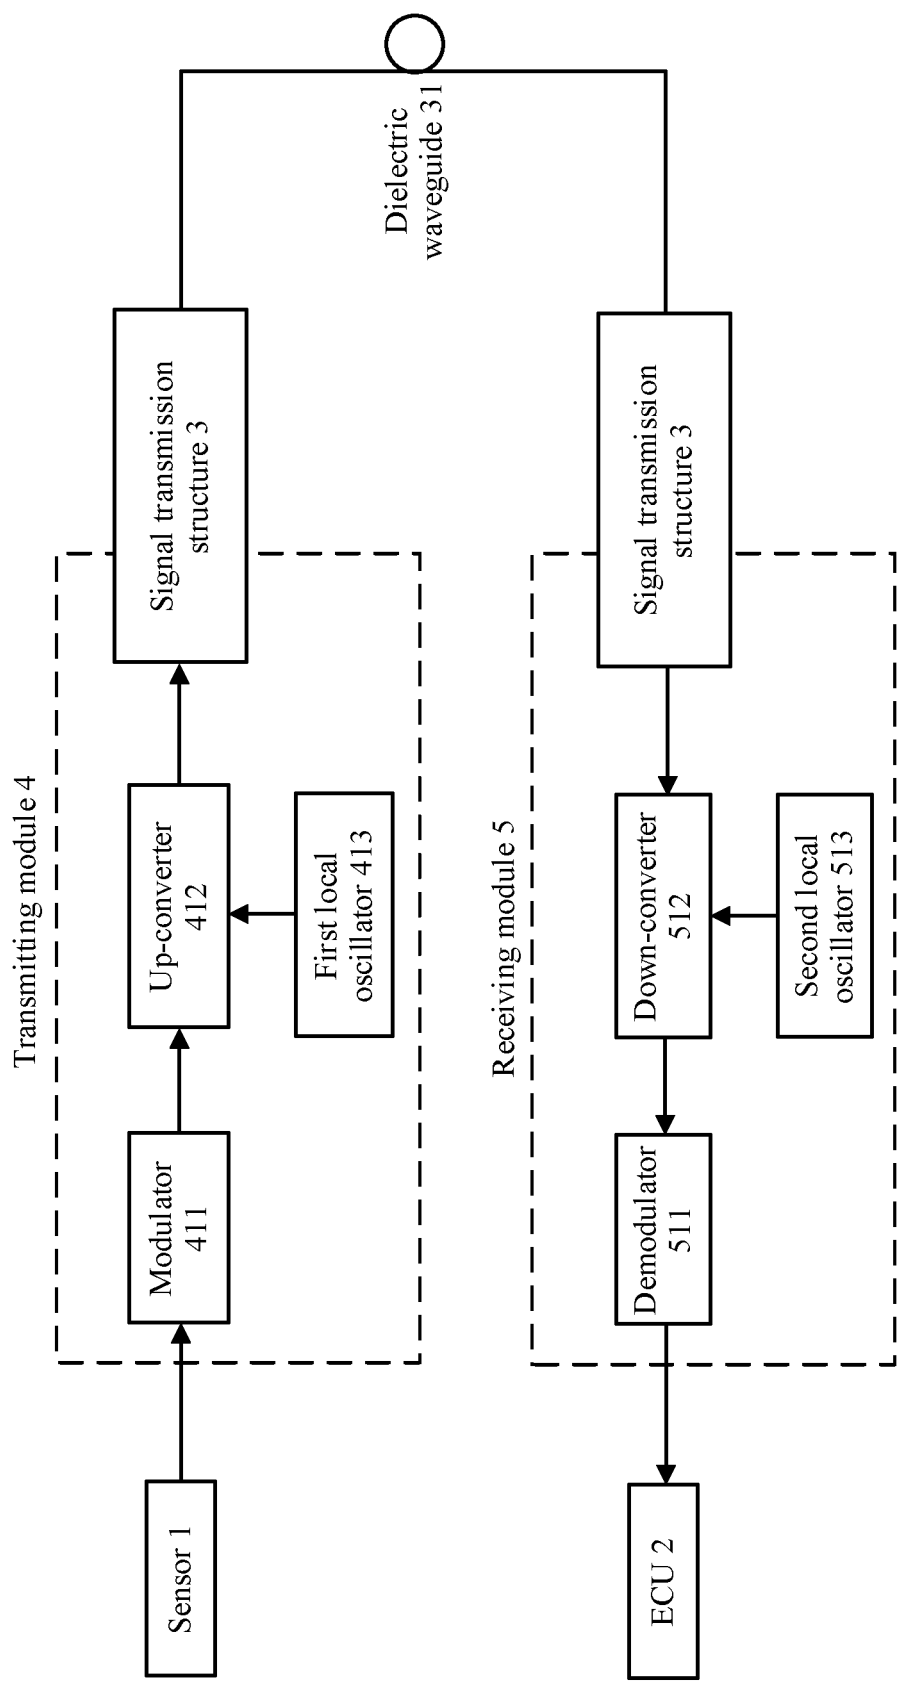 Transmitting module 4
Sensor 1
Modulator
411
Up-converter
412
First local
oscillator 413
Signal transmission
structure 3
Dielectric
waveguide 31
Receiving module 5
ECU 2
Demodulator
511
Down-converter
512
Second local
oscillator 513
Signal transmission
structure 3